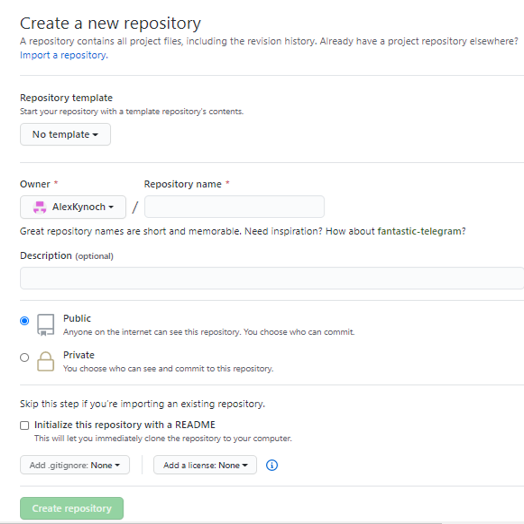 Create a new repository
A repository contains all project files, including the revision history. Already have a project repository elsewhere?
Import a repository.
Repository template
Start your repository with a template repository's contents.
No template
Owner * Repository name *
AlexKynoch /
Great repository names are short and memorable. Need inspiration? How about fantastic-telegram?
Description (optional)
Public
Anyone on the internet can see this repository. You choose who can commit.
Private
You choose who can see and commit to this repository.
Skip this step if you're importing an existing repository.
Initialize this repository with a README
This will let you immediately clone the repository to your computer.
Add .gitignore: None Add a license: None
Create repository